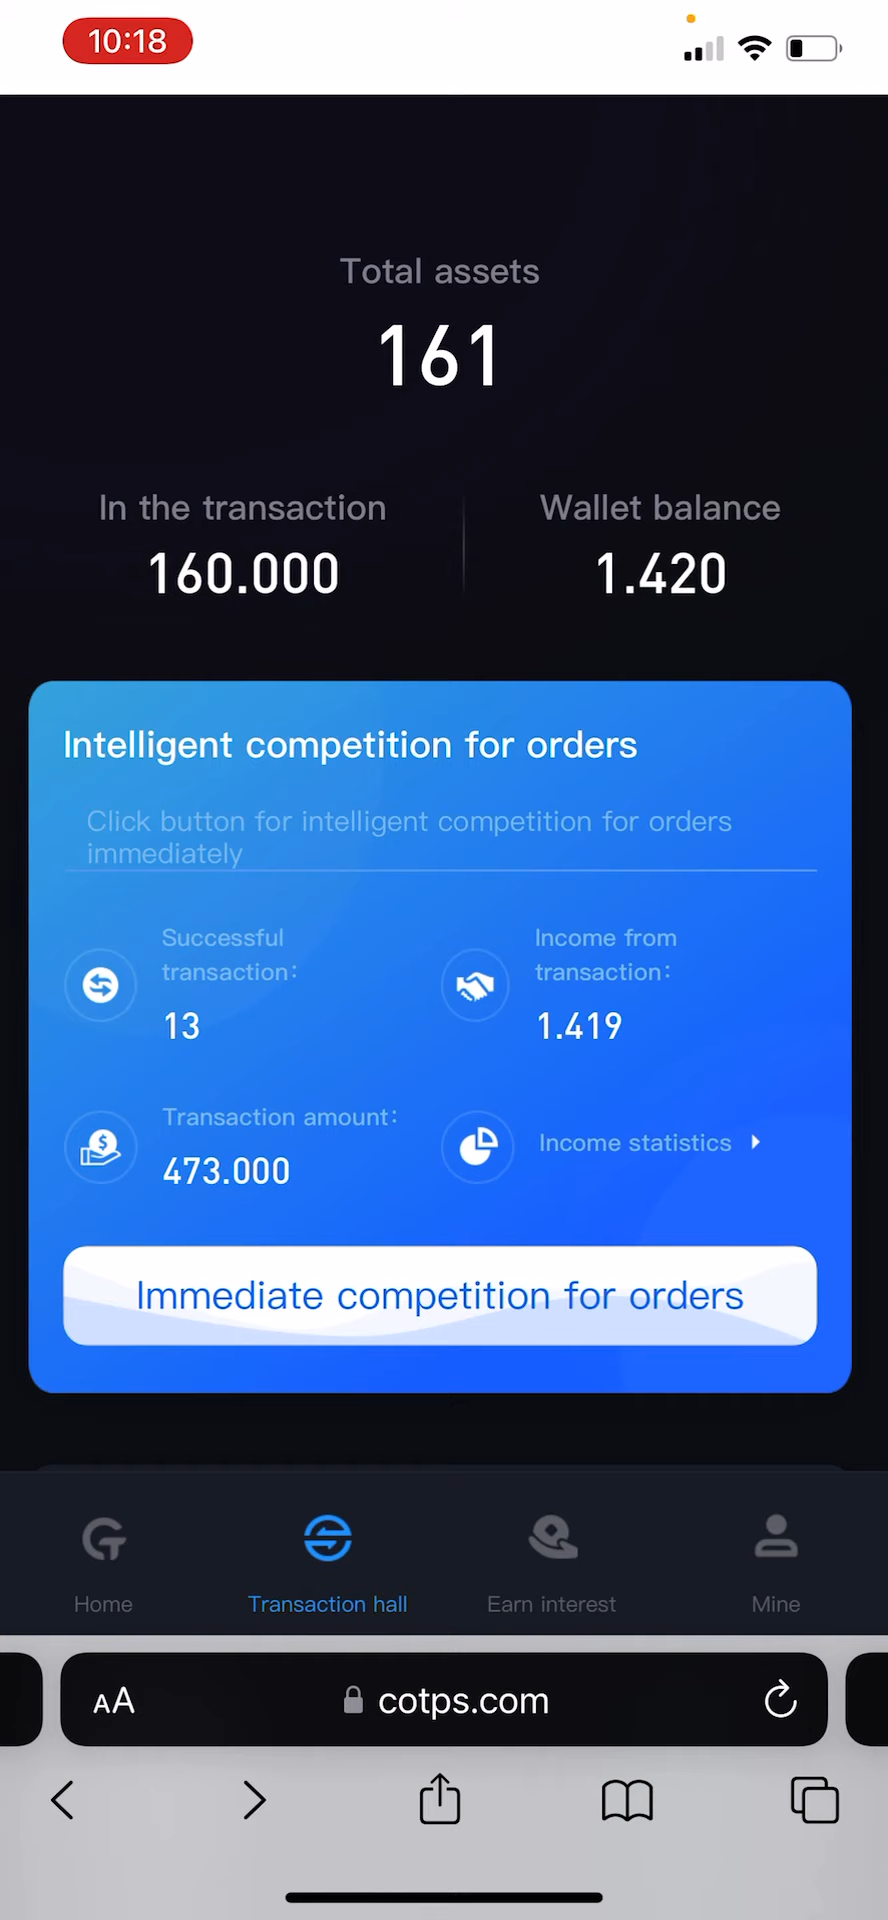 10:18
Total assets
161
In the transaction
Wallet balance
160.000
1.420
Intelligent competition for orders
Click button for intelligent competition for orders
immediately
Successful
transaction:
13
Income from
transaction:
1.419
Transaction amount:
473.000
Income statistics
Immediate competition for orders
Home
Transaction hall
Earn interest
Mine
AA
cotps.com